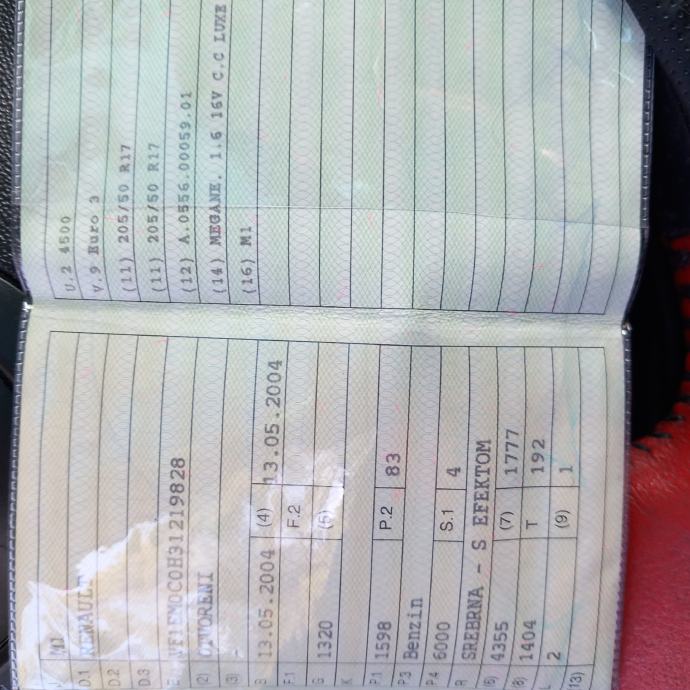 D.1 RENAULT
D.2
D.3
E VF1EM0C0H31219828
(2) OTVORENI
(3) -
B 13.05.2004 (4) 13.05.2004
F.1 F.2
G 1320 (5)
K
P.1 1598 P.2 83
P.3 Benzin
P.4 6000 S.1 4
R SREBRNA - S EFEKTOM
(6) 4355 (7) 1777
(8) 1404 T 192
2 (9) 1
(13)
U.2 4500
V.9 Euro 3
(11) 205/50 R17
(11) 205/50 R17
(12) A.0556.00059.01
(14) MEGANE. 1.6 16V C.C LUXE
(16) M1